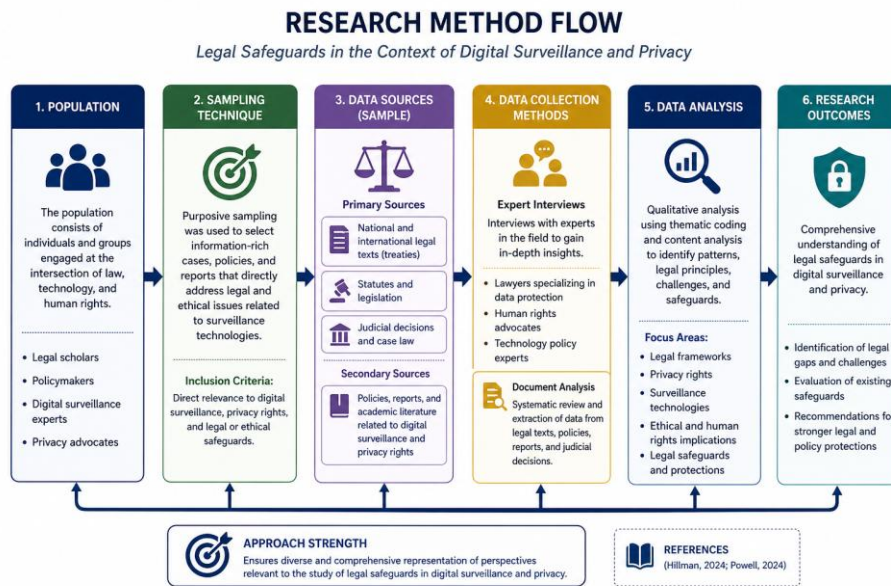 RESEARCH METHOD FLOW
Legal Safeguards in the Context of Digital Surveillance and Privacy
1. POPULATION
The population
consists of
individuals and groups
engaged at the
intersection of law,
technology, and
human rights.
• Legal scholars
• Policymakers
• Digital surveillance
experts
• Privacy advocates
2. SAMPLING
TECHNIQUE
Purposive sampling
was used to select
information-rich
cases, policies, and
reports that directly
address legal and
ethical issues related
to surveillance
technologies.
Inclusion Criteria:
Direct relevance to digital
surveillance, privacy rights,
and legal or ethical
safeguards.
3. DATA SOURCES
(SAMPLE)
Primary Sources
National and
international legal
texts (treaties)
Statutes and
legislation
Judicial decisions
and case law
Secondary Sources
Policies, reports, and
academic literature
related to digital
surveillance and
privacy rights
4. DATA COLLECTION
METHODS
Expert Interviews
Interviews with experts
in the field to gain
in-depth insights.
• Lawyers specializing in
data protection
• Human rights
advocates
• Technology policy
experts
Document Analysis
Systematic review and
extraction of data from
legal texts, policies,
reports, and judicial
decisions.
5. DATA ANALYSIS
Qualitative analysis
using thematic coding
and content analysis
to identify patterns,
legal principles,
challenges, and
safeguards.
Focus Areas:
• Legal frameworks
• Privacy rights
• Surveillance
technologies
• Ethical and human
rights implications
• Legal safeguards
and protections
6. RESEARCH
OUTCOMES
Comprehensive
understanding of
legal safeguards in
digital surveillance
and privacy.
• Identification of legal
gaps and challenges
• Evaluation of existing
safeguards
• Recommendations fo
stronger legal and
policy protections
APPROACH STRENGTH
Ensures diverse and comprehensive representation of perspectives
relevant to the study of legal safeguards in digital surveillance and privacy.
REFERENCES
(Hillman, 2024; Powell, 2024)